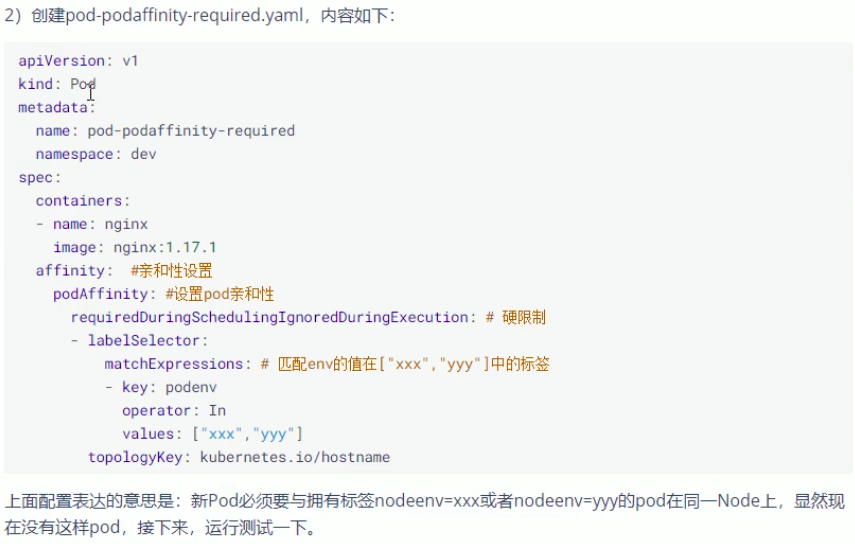 2）创建pod-podaffinity-required.yaml，内容如下：
apiVersion: v1
kind: Pod
metadata:
  name: pod-podaffinity-required
  namespace: dev
spec:
  containers:
  - name: nginx
    image: nginx:1.17.1
  affinity:  #亲和性设置
    podAffinity: #设置pod亲和性
      requiredDuringSchedulingIgnoredDuringExecution: # 硬限制
      - labelSelector:
          matchExpressions: # 匹配env的值在["xxx","yyy"]中的标签
          - key: podenv
            operator: In
            values: ["xxx","yyy"]
        topologyKey: kubernetes.io/hostname
上面配置表达的意思是：新Pod必须要与拥有标签nodeenv=xxx或者nodeenv=yyy的pod在同一Node上，显然现
在没有这样pod，接下来，运行测试一下。